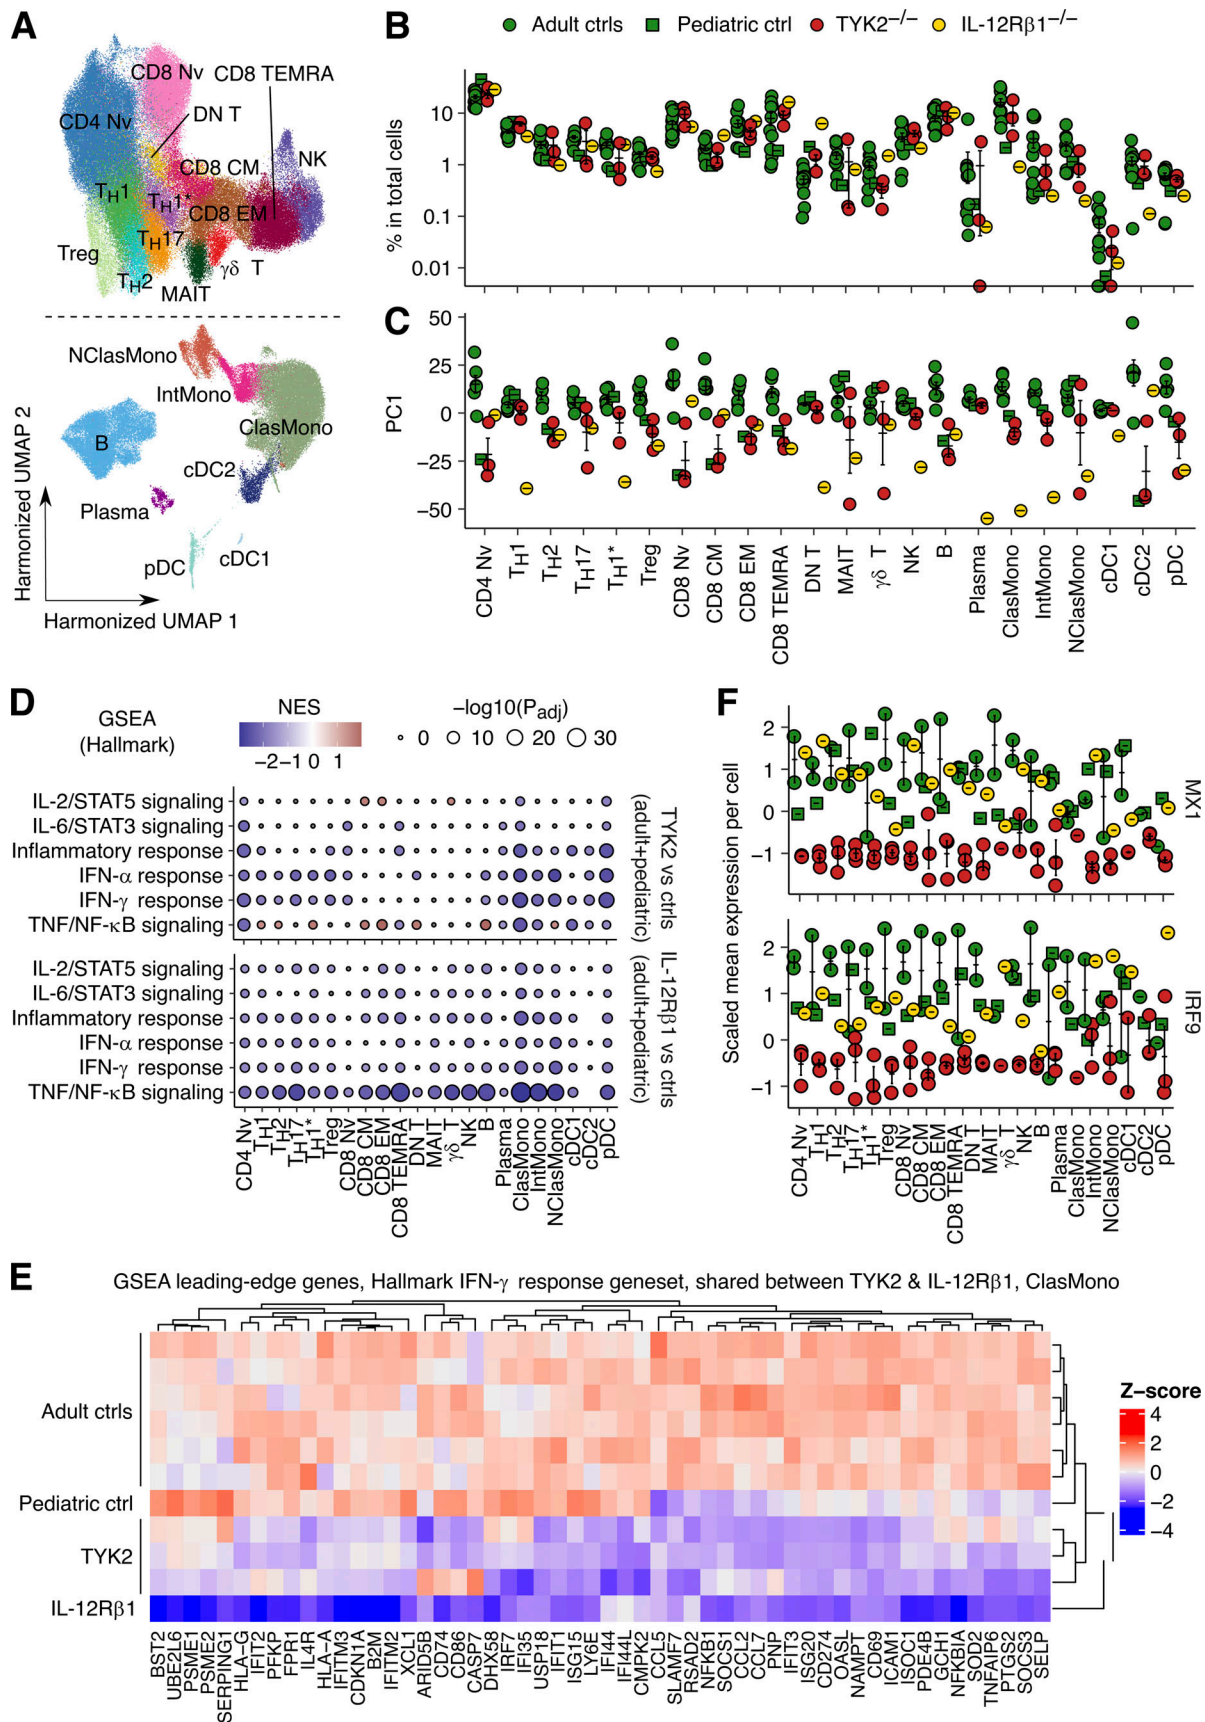 A
CD8 Nv
CD8 TEMRA
CD4 Nv
DN T
NK
CD8 CM
TH1
TH1*
CD8 EM
TH17
Treg
TH2
γδ T
MAIT
NClasMono
IntMono
ClasMono
B
cDC2
Plasma
pDC
cDC1
Harmonized UMAP 2
Harmonized UMAP 1
B
Adult ctrls
Pediatric ctrl
TYK2−/−
IL-12Rβ1−/−
% in total cells
10
1
0.1
0.01
C
PC1
50
25
0
−25
−50
CD4 Nv
TH1
TH2
TH17
TH1*
Treg
CD8 Nv
CD8 CM
CD8 EM
CD8 TEMRA
DN T
MAIT
γδ T
NK
B
Plasma
ClasMono
IntMono
NClasMono
cDC1
cDC2
pDC
D
GSEA
(Hallmark)
NES
−2 −1 0 1
−log10(Padj)
0 10 20 30
IL-2/STAT5 signaling
IL-6/STAT3 signaling
Inflammatory response
IFN-α response
IFN-γ response
TNF/NF-κB signaling
TYK2 vs ctrls
(adult+pediatric)
IL-2/STAT5 signaling
IL-6/STAT3 signaling
Inflammatory response
IFN-α response
IFN-γ response
TNF/NF-κB signaling
IL-12Rβ1 vs ctrls
(adult+pediatric)
CD4 Nv
TH1
TH2
TH17
TH1*
Treg
CD8 Nv
CD8 CM
CD8 EM
CD8 TEMRA
DN T
MAIT
γδ T
NK
B
Plasma
ClasMono
IntMono
NClasMono
cDC1
cDC2
pDC
F
Scaled mean expression per cell
2
1
0
−1
MX1
2
1
0
−1
IRF9
CD4 Nv
TH1
TH2
TH17
TH1*
Treg
CD8 Nv
CD8 CM
CD8 EM
CD8 TEMRA
DN T
MAIT
γδ T
NK
B
Plasma
ClasMono
IntMono
NClasMono
cDC1
cDC2
pDC
E
GSEA leading-edge genes, Hallmark IFN-γ response geneset, shared between TYK2 & IL-12Rβ1, ClasMono
Adult ctrls
Pediatric ctrl
TYK2
IL-12Rβ1
Z−score
4
2
0
−2
−4
BST2
UBE2L6
PSME1
PSME2
SERPING1
HLA−G
IFIT2
PFKP
FPR1
IL4R
HLA−A
IFITM3
CDKN1A
B2M
IFITM2
XCL1
ARID5B
CD74
CD86
CASP7
DHX58
IRF7
IFI35
USP18
IFIT1
ISG15
LY6E
IFI44
IFI44L
CMPK2
CCL5
SLAMF7
RSAD2
NFKB1
SOCS1
CCL2
CCL7
PNP
IFIT3
ISG20
CD274
OASL
NAMPT
CD69
ICAM1
ISOC1
PDE4B
GCH1
NFKBIA
SOD2
TNFAIP6
PTGS2
SOCS3
SELP